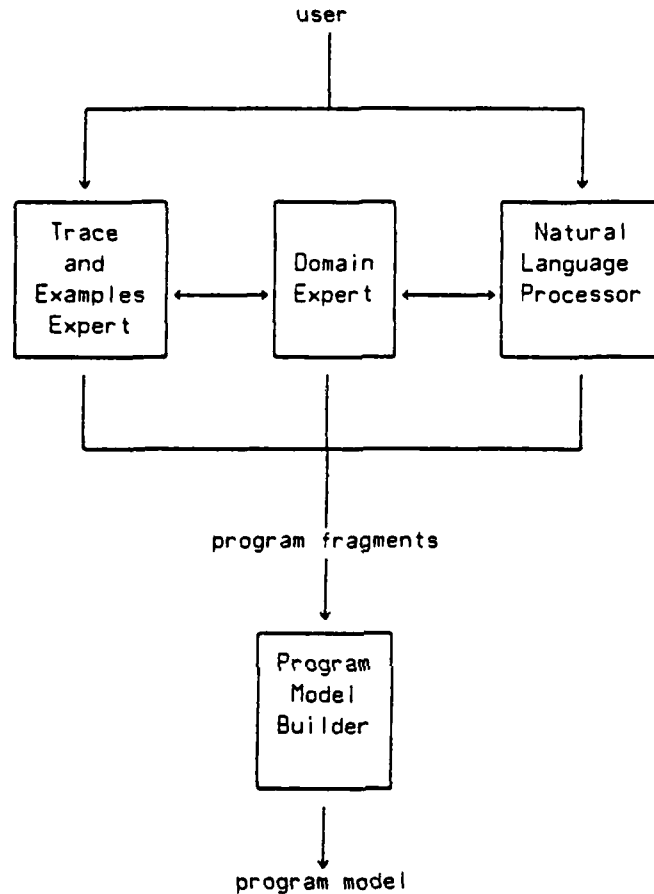 user
Trace
and
Examples
Expert
Domain
Expert
Natural
Language
Processor
program fragments
Program
Model
Builder
program model